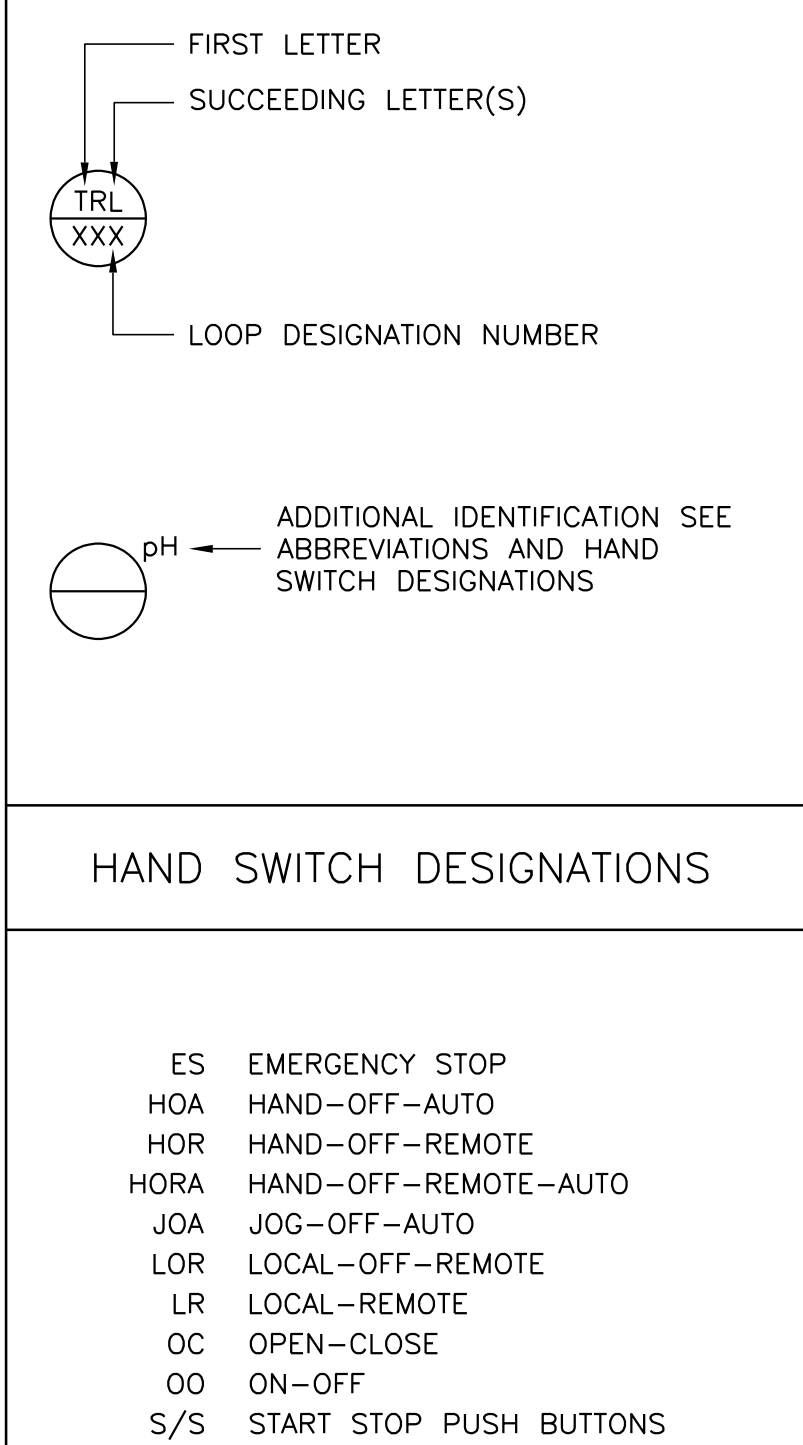 FIRST LETTER
SUCCEEDING LETTER(S)
TRL
XXX
LOOP DESIGNATION NUMBER
pH
ADDITIONAL IDENTIFICATION SEE
ABBREVIATIONS AND HAND
SWITCH DESIGNATIONS
HAND SWITCH DESIGNATIONS
ES EMERGENCY STOP
HOA HAND-OFF-AUTO
HOR HAND-OFF-REMOTE
HORA HAND-OFF-REMOTE-AUTO
JOA JOG-OFF-AUTO
LOR LOCAL-OFF-REMOTE
LR LOCAL-REMOTE
OC OPEN-CLOSE
OO ON-OFF
S/S START STOP PUSH BUTTONS